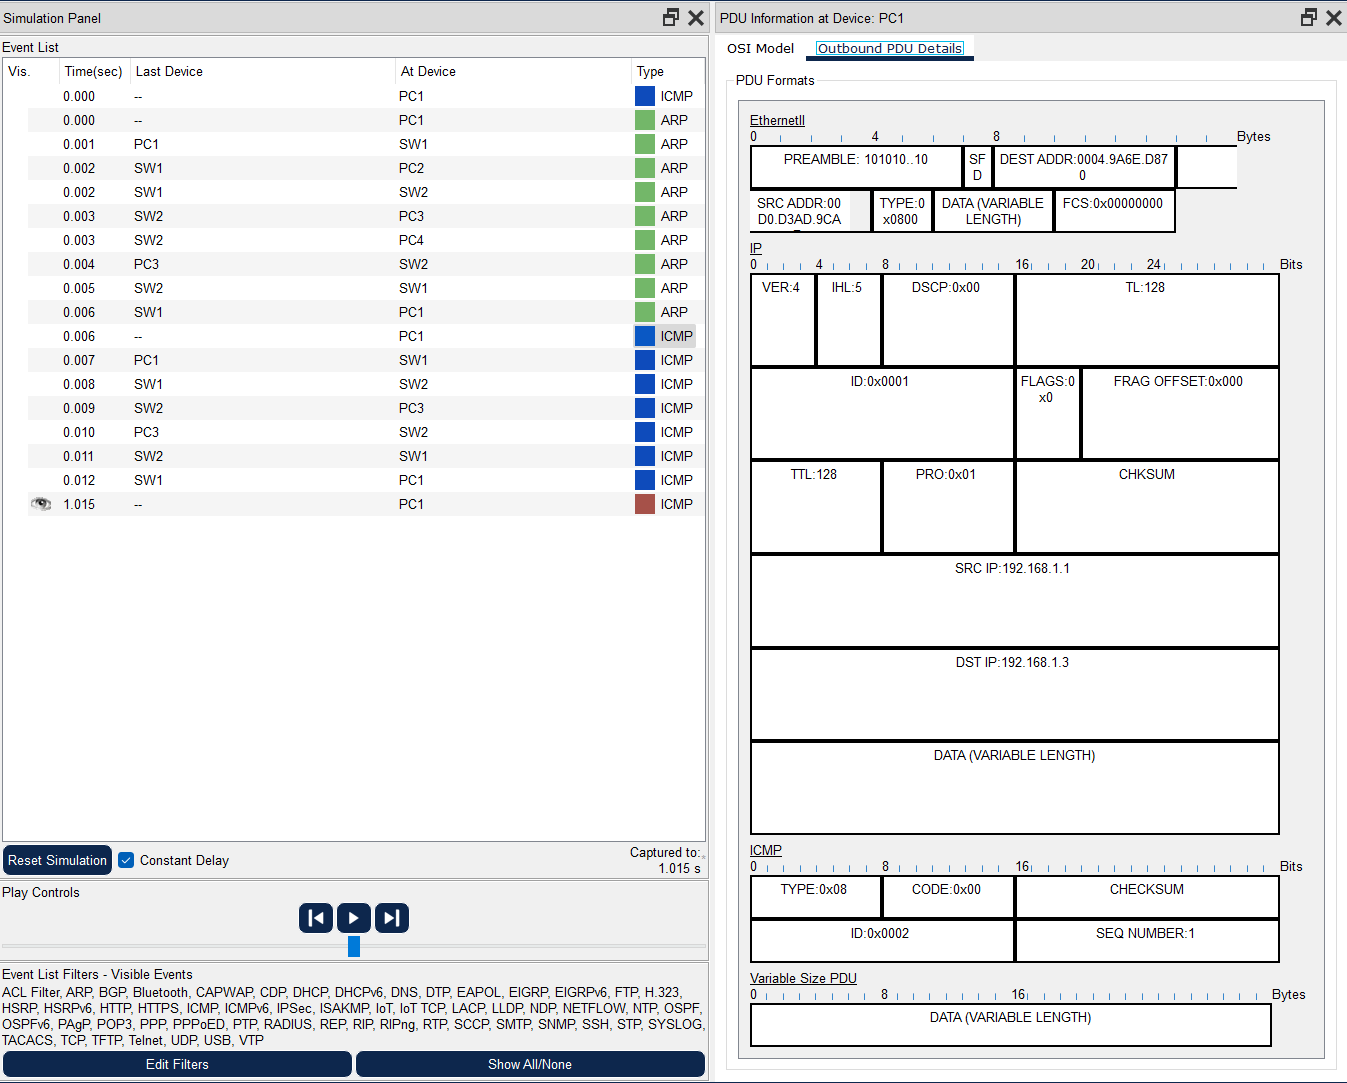 Simulation Panel
Event List
Vis. Time(sec) Last Device At Device Type
0.000 -- PC1 ICMP
0.000 -- PC1 ARP
0.001 PC1 SW1 ARP
0.002 SW1 PC2 ARP
0.002 SW1 SW2 ARP
0.003 SW2 PC3 ARP
0.003 SW2 PC4 ARP
0.004 PC3 SW2 ARP
0.005 SW2 SW1 ARP
0.006 SW1 PC1 ARP
0.006 -- PC1 ICMP
0.007 PC1 SW1 ICMP
0.008 SW1 SW2 ICMP
0.009 SW2 PC3 ICMP
0.010 PC3 SW2 ICMP
0.011 SW2 SW1 ICMP
0.012 SW1 PC1 ICMP
1.015 -- PC1 ICMP
Reset Simulation Constant Delay Captured to:
1.015 s
Play Controls
Event List Filters - Visible Events
ACL Filter, ARP, BGP, Bluetooth, CAPWAP, CDP, DHCP, DHCPv6, DNS, DTP, EAPOL, EIGRP, EIGRPv6, FTP, H.323,
HSRP, HSRPv6, HTTP, HTTPS, ICMP, ICMPv6, IPSec, ISAKMP, IoT, IoT TCP, LACP, LLDP, NDP, NETFLOW, NTP, OSPF,
OSPFv6, PAgP, POP3, PPP, PPPoED, PTP, RADIUS, REP, RIP, RIPng, RTP, SCCP, SMTP, SNMP, SSH, STP, SYSLOG,
TACACS, TCP, TFTP, Telnet, UDP, USB, VTP
Edit Filters Show All/None
PDU Information at Device: PC1
OSI Model Outbound PDU Details
PDU Formats
EthernetII
0 4 8 Bytes
PREAMBLE: 101010..10 SF DEST ADDR:0004.9A6E.D87
D 0
SRC ADDR:00 TYPE:0 DATA (VARIABLE FCS:0x00000000
D0.D3AD.9CA x0800 LENGTH)
IP
0 4 8 16 20 24 Bits
VER:4 IHL:5 DSCP:0x00 TL:128
ID:0x0001 FLAGS:0 FRAG OFFSET:0x000
x0
TTL:128 PRO:0x01 CHKSUM
SRC IP:192.168.1.1
DST IP:192.168.1.3
DATA (VARIABLE LENGTH)
ICMP
0 8 16 Bits
TYPE:0x08 CODE:0x00 CHECKSUM
ID:0x0002 SEQ NUMBER:1
Variable Size PDU
0 8 16 Bytes
DATA (VARIABLE LENGTH)